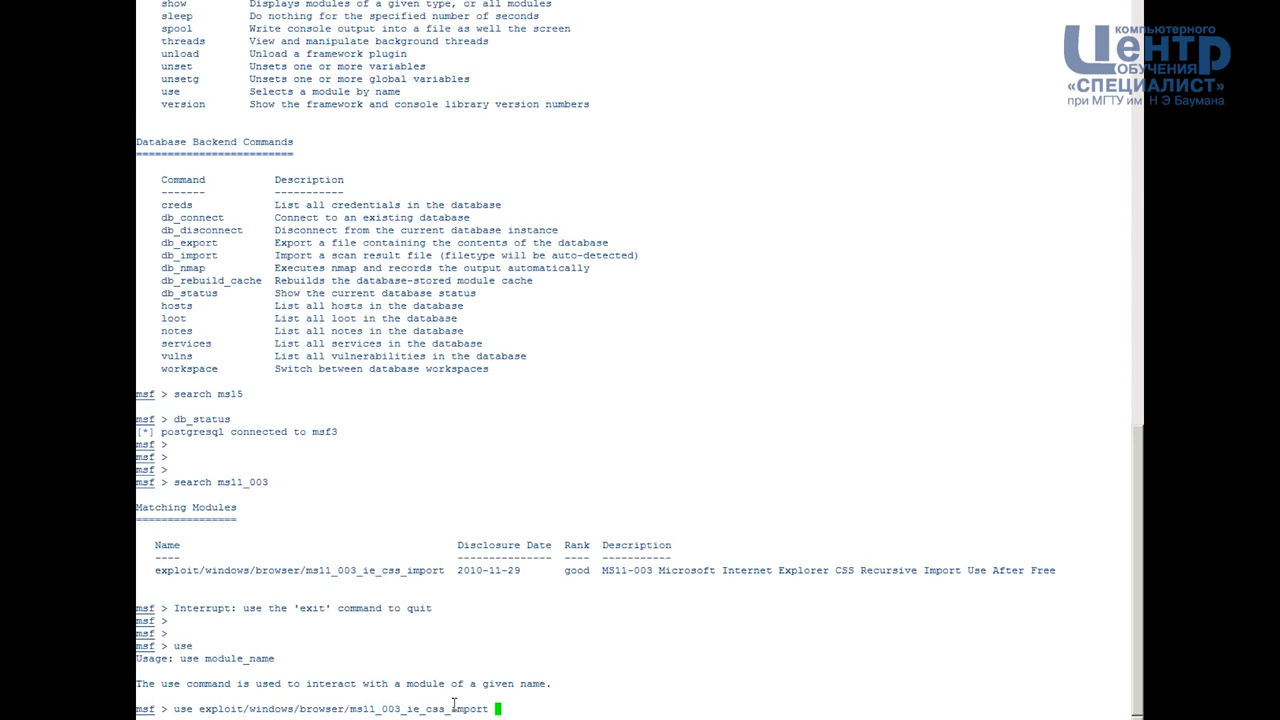 show Displays modules of a given type, or all modules
sleep Do nothing for the specified number of seconds
spool Write console output into a file as well the screen
threads View and manipulate background threads
unload Unload a framework plugin
unset Unsets one or more variables
unsetg Unsets one or more global variables
use Selects a module by name
version Show the framework and console library version numbers
компьютерного
Центр
ОБУЧЕНИЯ
«СПЕЦИАЛИСТ»
при МГТУ им. Н Э Баумана
Database Backend Commands
=========================
Command Description
------- -----------
creds List all credentials in the database
db_connect Connect to an existing database
db_disconnect Disconnect from the current database instance
db_export Export a file containing the contents of the database
db_import Import a scan result file (filetype will be auto-detected)
db_nmap Executes nmap and records the output automatically
db_rebuild_cache Rebuilds the database-stored module cache
db_status Show the current database status
hosts List all hosts in the database
loot List all loot in the database
notes List all notes in the database
services List all services in the database
vulns List all vulnerabilities in the database
workspace Switch between database workspaces
msf > search ms15
msf > db_status
[*] postgresql connected to msf3
msf >
msf >
msf >
msf > search ms11_003
Matching Modules
================
Name Disclosure Date Rank Description
---- --------------- ---- -----------
exploit/windows/browser/ms11_003_ie_css_import 2010-11-29 good MS11-003 Microsoft Internet Explorer CSS Recursive Import Use After Free
msf > Interrupt: use the 'exit' command to quit
msf >
msf >
msf > use
Usage: use module_name
The use command is used to interact with a module of a given name.
msf > use exploit/windows/browser/ms11_003_ie_css_import